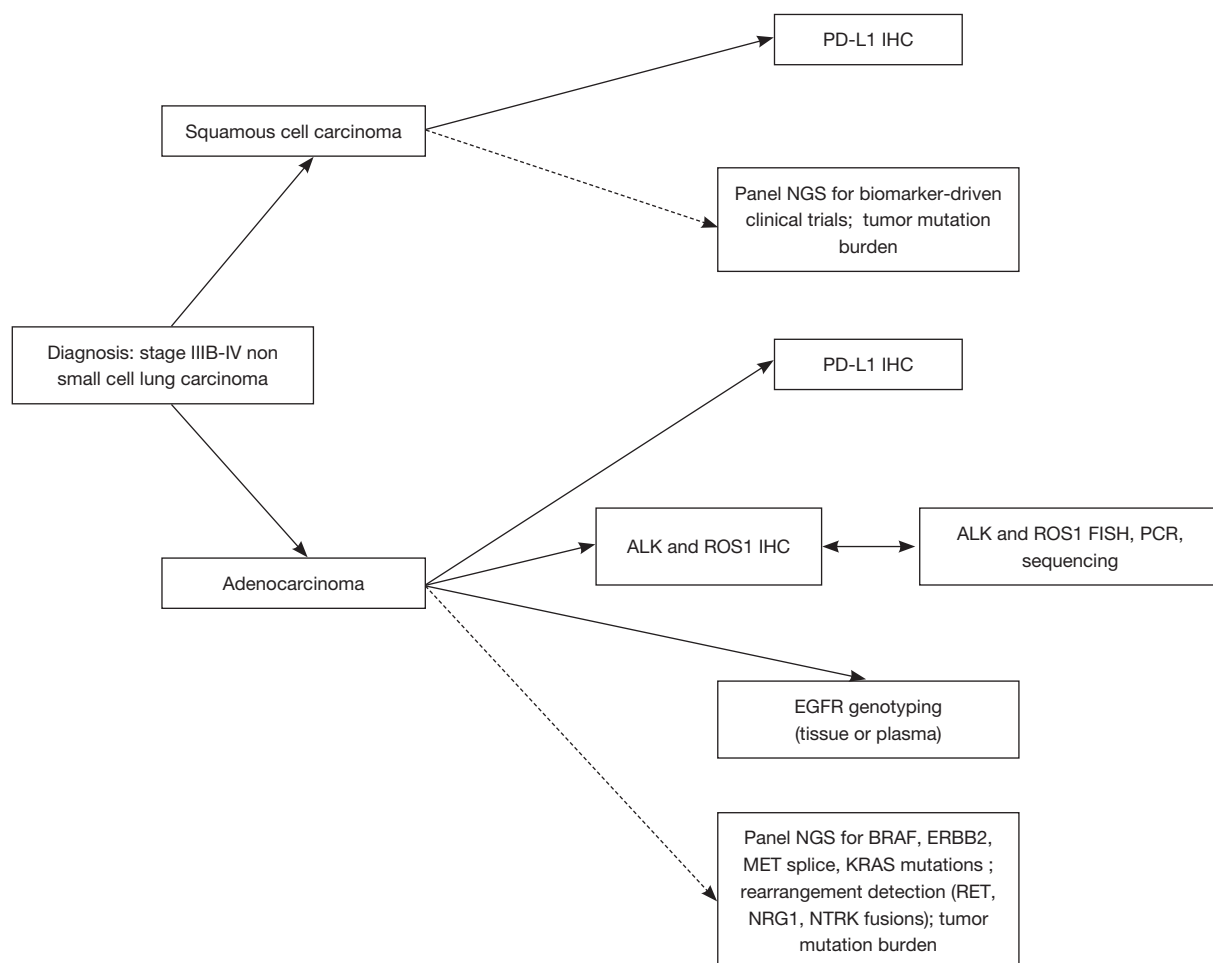 PD-L1 IHC
Squamous cell carcinoma
Panel NGS for biomarker-driven
clinical trials;  tumor mutation
burden
Diagnosis: stage IIIB-IV non
small cell lung carcinoma
PD-L1 IHC
ALK and ROS1 IHC
ALK and ROS1 FISH, PCR,
sequencing
Adenocarcinoma
EGFR genotyping
(tissue or plasma)
Panel NGS for BRAF, ERBB2,
MET splice, KRAS mutations ;
rearrangement detection (RET,
NRG1, NTRK fusions); tumor
mutation burden